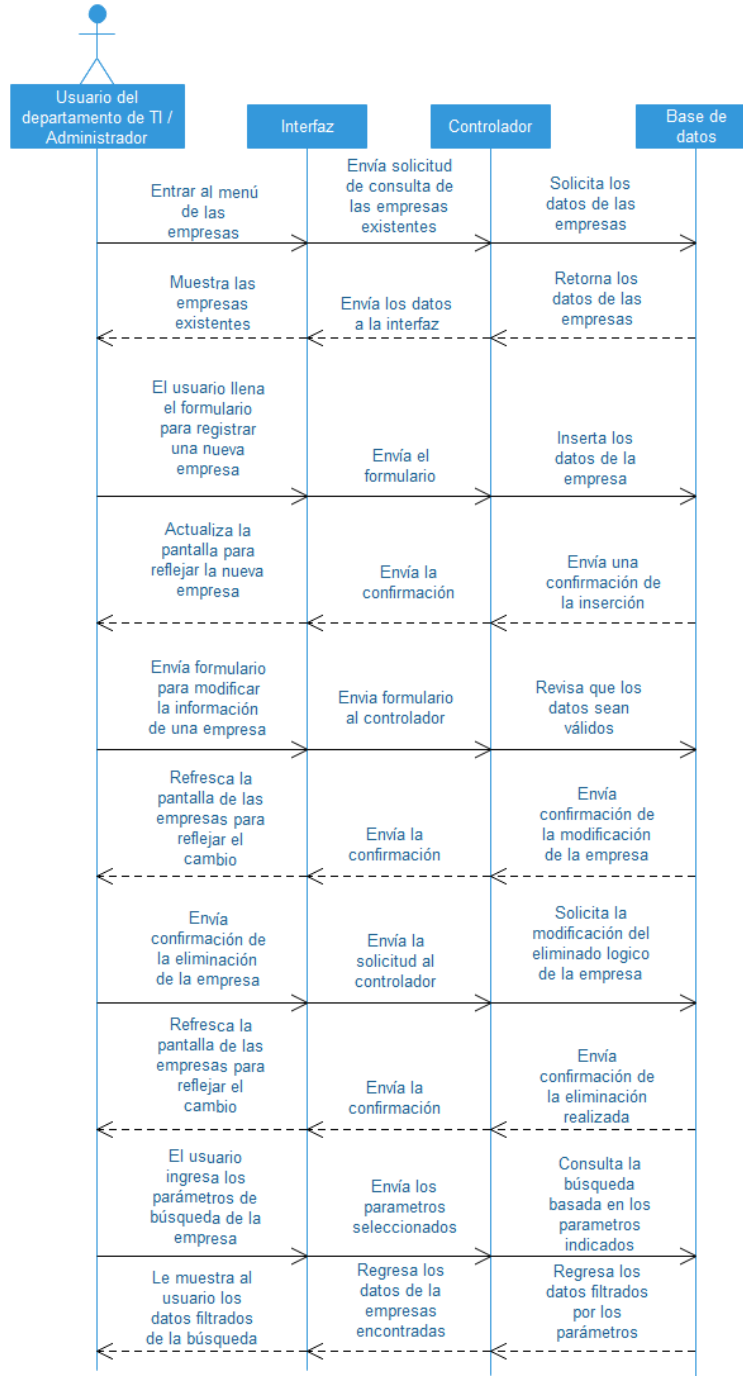 Usuario del
departamento de TI /
Administrador
Interfaz
Controlador
Base de
datos
Entrar al menú
de las
empresas
Envía solicitud
de consulta de
las empresas
existentes
Solicita los
datos de las
empresas
Muestra las
empresas
existentes
Envía los datos
a la interfaz
Retorna los
datos de las
empresas
El usuario llena
el formulario
para registrar
una nueva
empresa
Envía el
formulario
Inserta los
datos de la
empresa
Actualiza la
pantalla para
reflejar la nueva
empresa
Envía la
confirmación
Envía una
confirmación de
la inserción
Envía formulario
para modificar
la información
de una empresa
Envia formulario
al controlador
Revisa que los
datos sean
válidos
Refresca la
pantalla de las
empresas para
reflejar el
cambio
Envía la
confirmación
Envía
confirmación de
la modificación
de la empresa
Envía
confirmación de
la eliminación
de la empresa
Envía la
solicitud al
controlador
Solicita la
modificación del
eliminado logico
de la empresa
Refresca la
pantalla de las
empresas para
reflejar el
cambio
Envía la
confirmación
Envía
confirmación de
la eliminación
realizada
El usuario
ingresa los
parámetros de
búsqueda de la
empresa
Envía los
parametros
seleccionados
Consulta la
búsqueda
basada en los
parametros
indicados
Le muestra al
usuario los
datos filtrados
de la búsqueda
Regresa los
datos de la
empresas
encontradas
Regresa los
datos filtrados
por los
parámetros